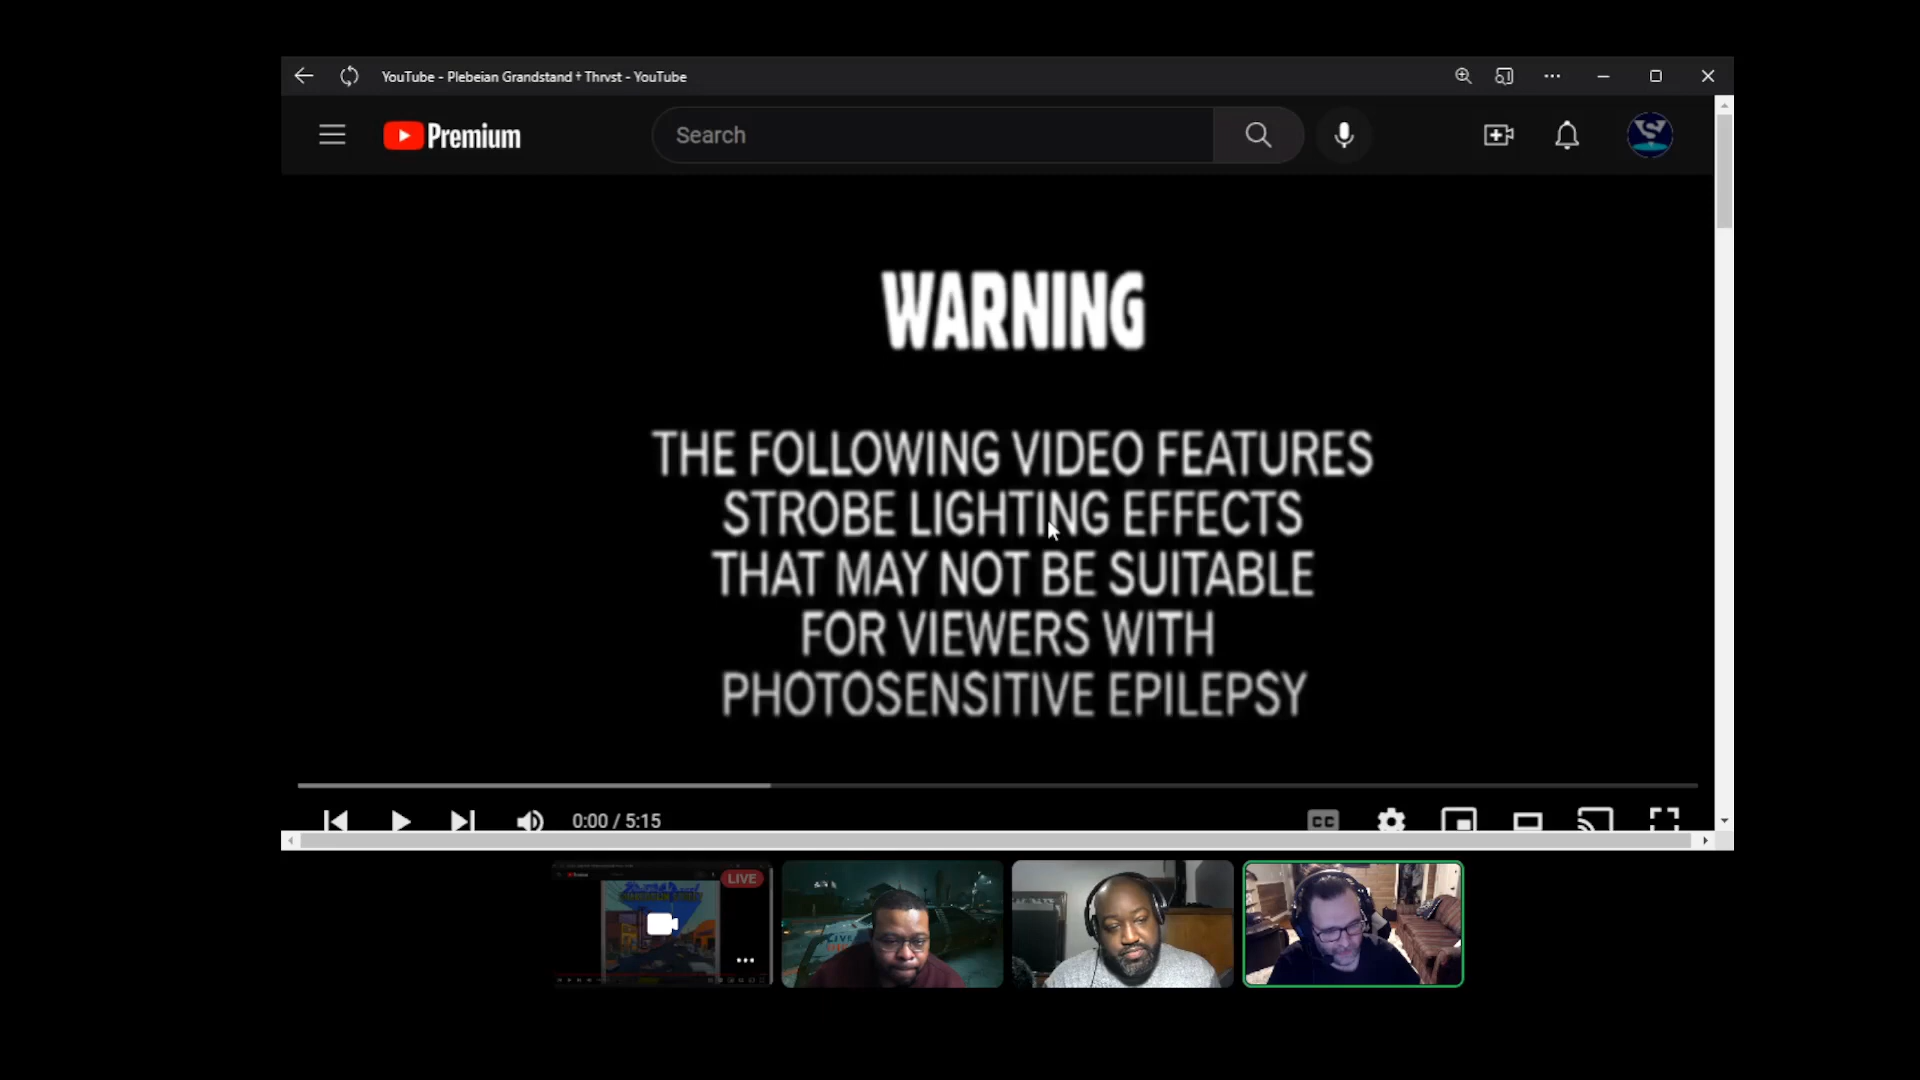 YouTube - Plebeian Grandstand † Thrvst - YouTube
Premium
Search
WARNING
THE FOLLOWING VIDEO FEATURES
STROBE LIGHTING EFFECTS
THAT MAY NOT BE SUITABLE
FOR VIEWERS WITH
PHOTOSENSITIVE EPILEPSY
0:00 / 5:15
CC
LIVE